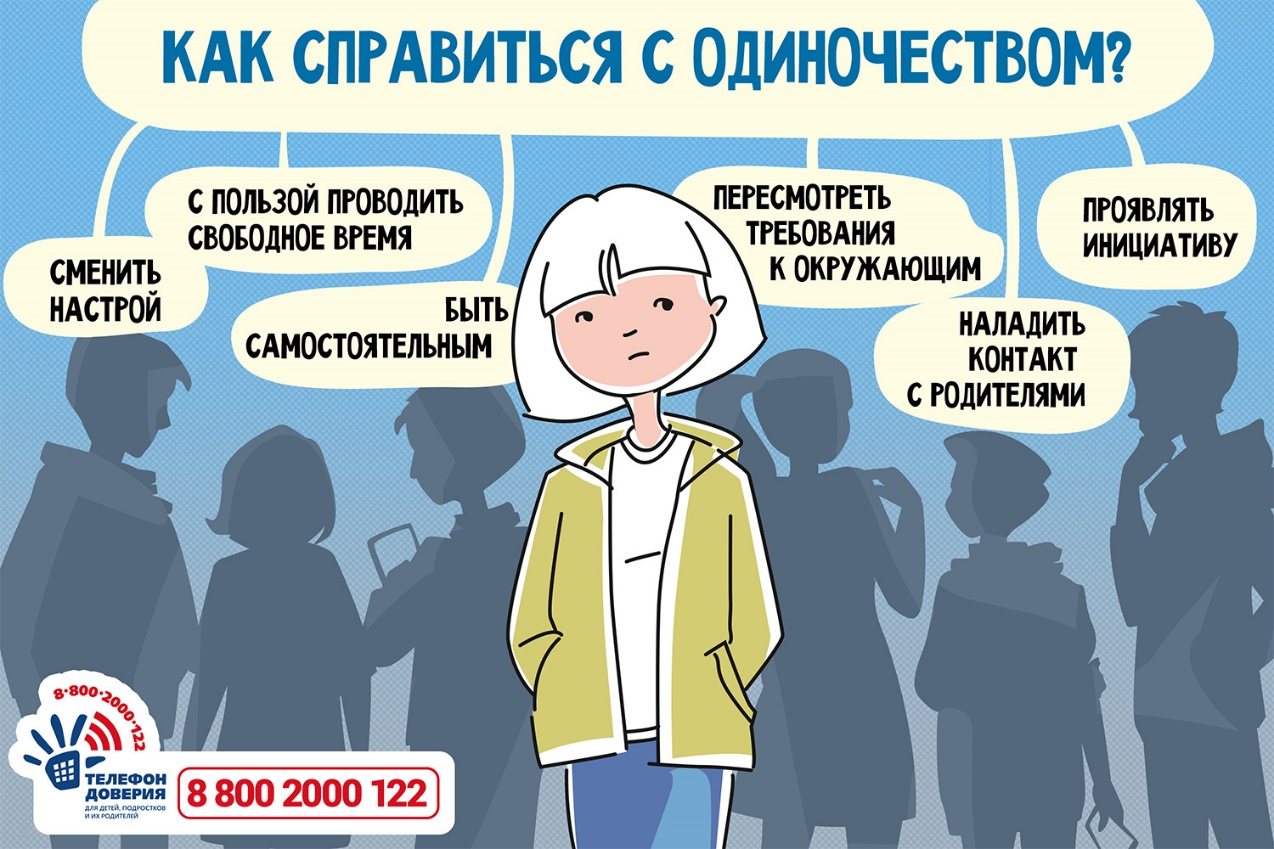 КАК СПРАВИТЬСЯ С ОДИНОЧЕСТВОМ?
СМЕНИТЬ
НАСТРОЙ
С ПОЛЬЗОЙ ПРОВОДИТЬ
СВОБОДНОЕ ВРЕМЯ
БЫТЬ
САМОСТОЯТЕЛЬНЫМ
ПЕРЕСМОТРЕТЬ
ТРЕБОВАНИЯ
К ОКРУЖАЮЩИМ
НАЛАДИТЬ
КОНТАКТ
С РОДИТЕЛЯМИ
ПРОЯВЛЯТЬ
ИНИЦИАТИВУ
8-800-2000-122
ТЕЛЕФОН
ДОВЕРИЯ
ДЛЯ ДЕТЕЙ, ПОДРОСТКОВ
И ИХ РОДИТЕЛЕЙ
8 800 2000 122